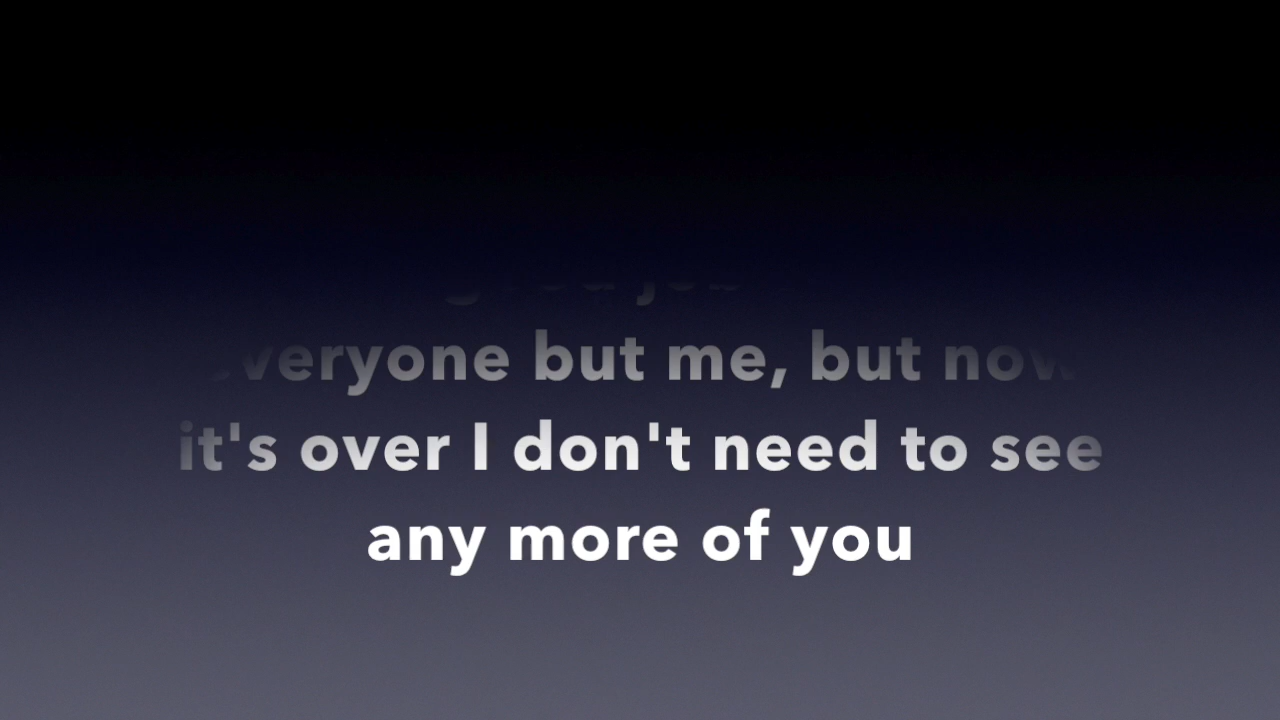 everyone but me, but now
it's over I don't need to see
any more of you